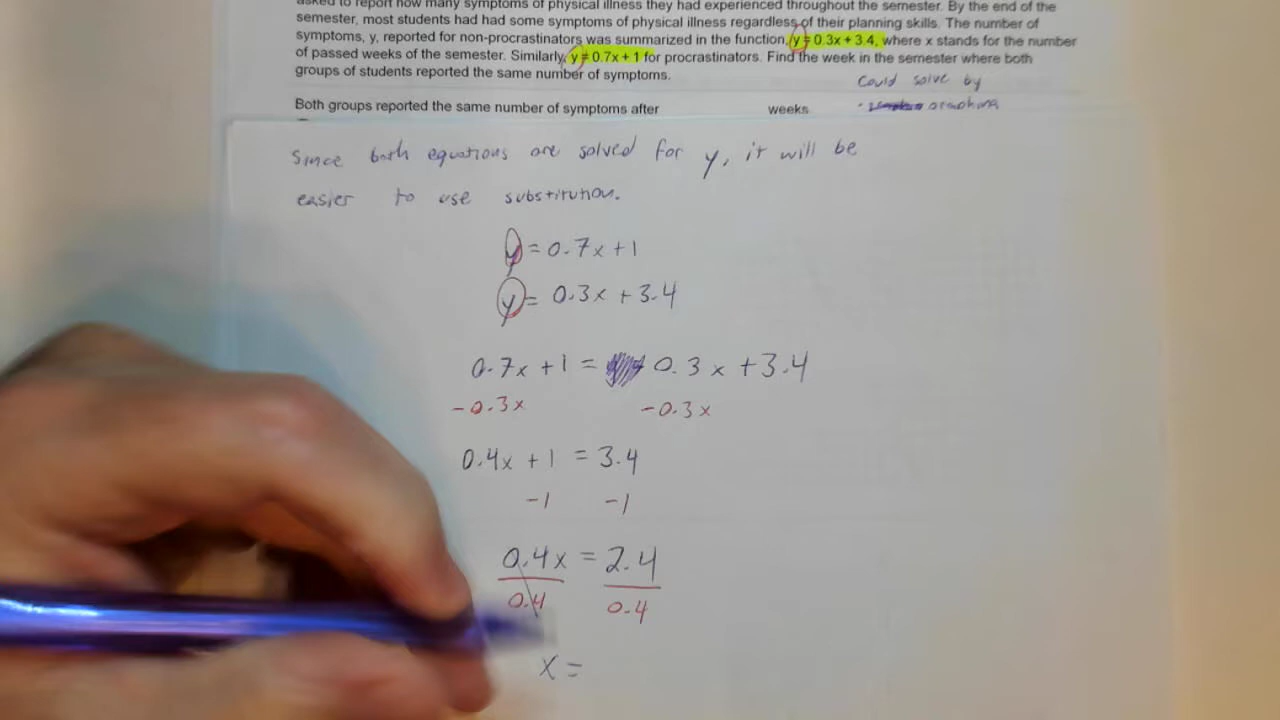 asked to report how many symptoms of physical illness they had experienced throughout the semester. By the end of the
semester, most students had had some symptoms of physical illness regardless of their planning skills. The number of
symptoms, y, reported for non-procrastinators was summarized in the function, y = 0.3x + 3.4, where x stands for the number
of passed weeks of the semester. Similarly, y = 0.7x + 1 for procrastinators. Find the week in the semester where both
groups of students reported the same number of symptoms.
Could solve by
graphing
Both groups reported the same number of symptoms after weeks
Since both equations are solved for y, it will be
easier to use substitution.
y = 0.7x + 1
y = 0.3x + 3.4
0.7x + 1 = 0.3x + 3.4
-0.3x -0.3x
0.4x + 1 = 3.4
-1 -1
0.4x = 2.4
0.4 0.4
x =